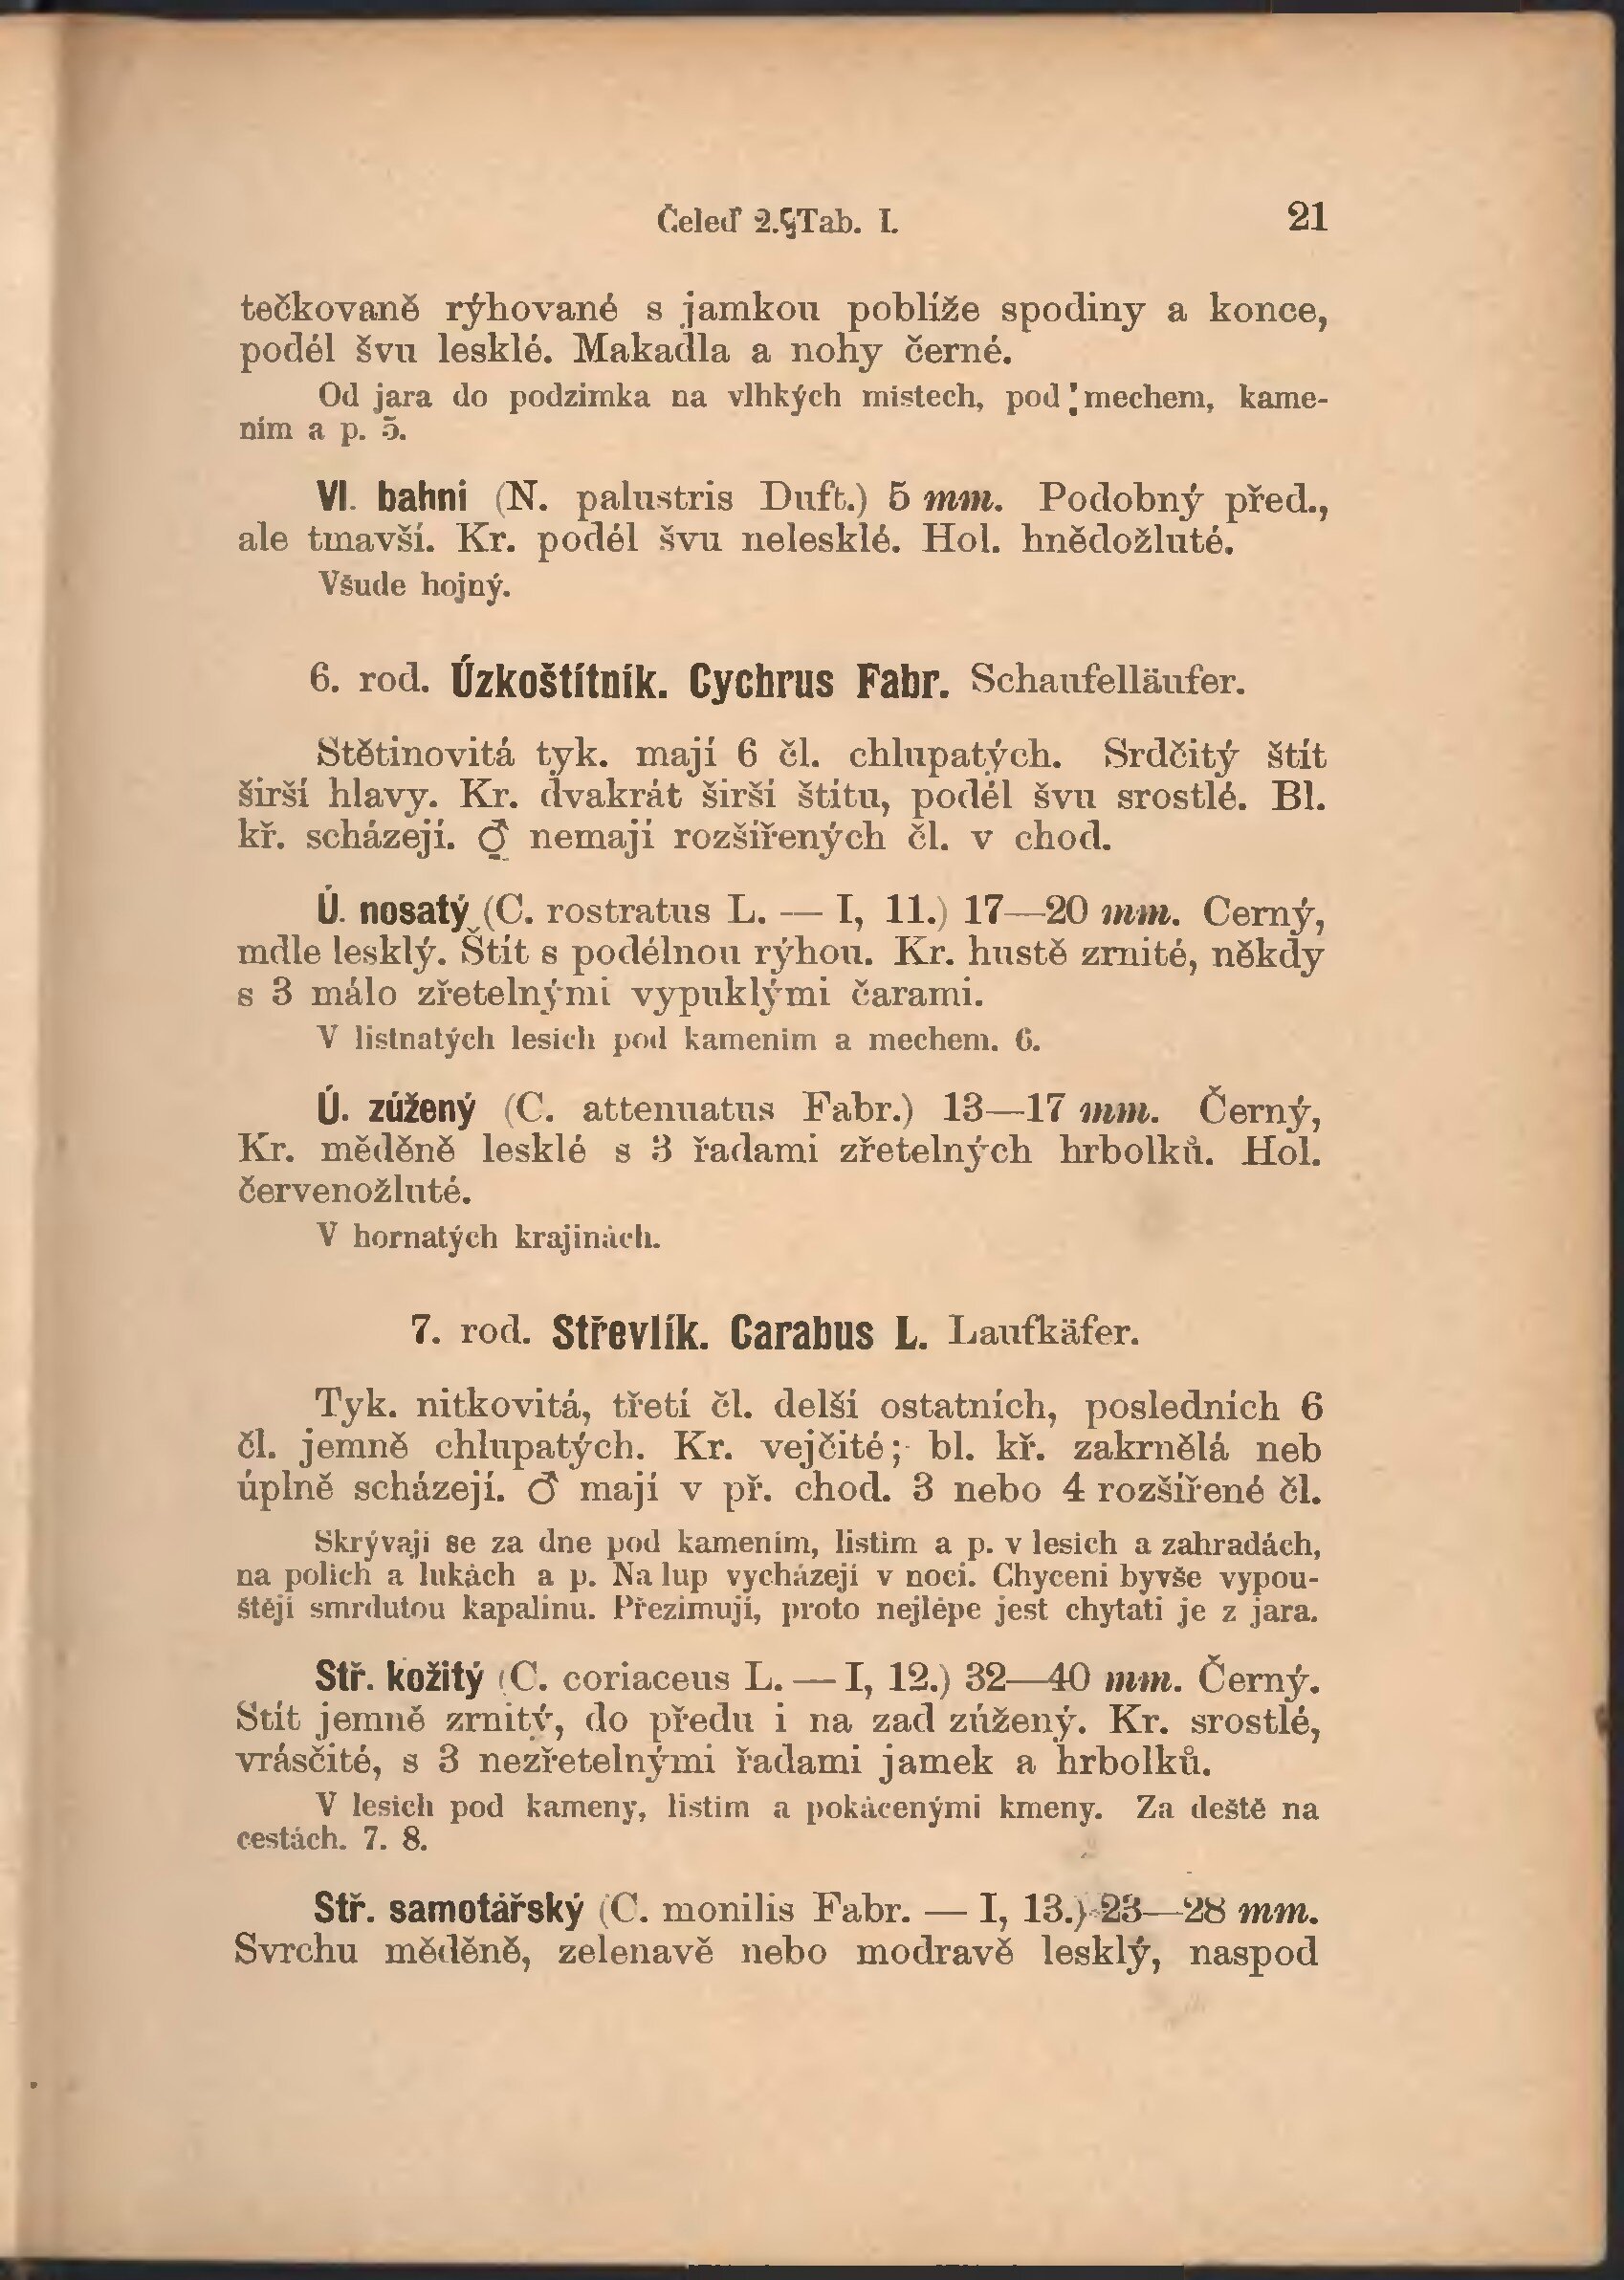 Čeleď 2. Tab. I. 21
tečkovaně rýhované s jamkou poblíže spodiny a konce,
podél švu lesklé. Makadla a nohy černé.
Od jara do podzimka na vlhkých místech, pod mechem, kame-
ním a p. 5.
Vl. bahní (N. palustris Duft.) 5 mm. Podobný před.,
ale tmavší. Kr. podél švu nelesklé. Hol. hnědožluté.
Všude hojný.
6. rod. Úzkoštítník. Cychrus Fabr. Schaufelläufer.
Stětinovitá tyk. mají 6 čl. chlupatých. Srdčitý štít
širší hlavy. Kr. dvakrát širší štítu, podél švu srostlé. Bl.
kř. scházejí. ♂ nemají rozšířených čl. v chod.
Ú. nosatý (C. rostratus L. — I, 11.) 17—20 mm. Cerný,
mdle lesklý. Štít s podélnou rýhou. Kr. hustě zrnité, někdy
s 3 málo zřetelnými vypuklými čarami.
V listnatých lesích pod kamením a mechem. 6.
Ú. zúžený (C. attenuatus Fabr.) 13—17 mm. Černý,
Kr. měděně lesklé s 3 řadami zřetelných hrbolků. Hol.
červenožluté.
V hornatých krajinách.
7. rod. Střevlík. Carabus L. Laufkäfer.
Tyk. nitkovitá, třetí čl. delší ostatních, posledních 6
čl. jemně chlupatých. Kr. vejčité; bl. kř. zakrnělá neb
úplně scházejí. ♂ mají v př. chod. 3 nebo 4 rozšířené čl.
Skrývají se za dne pod kamením, listím a p. v lesích a zahradách,
na polích a lukách a p. Na lup vycházejí v noci. Chyceni byvše vypou-
štějí smrdutou kapalinu. Přezimují, proto nejlépe jest chytati je z jara.
Stř. kožitý (C. coriaceus L. — I, 12.) 32—40 mm. Černý.
Stít jemně zrnitý, do předu i na zad zúžený. Kr. srostlé,
vrásčité, s 3 nezřetelnými řadami jamek a hrbolků.
V lesích pod kameny, listím a pokácenými kmeny. Za deště na
cestách. 7. 8.
Stř. samotářský (C. monilis Fabr. — I, 13.) 23—28 mm.
Svrchu měděně, zelenavě nebo modravě lesklý, naspod